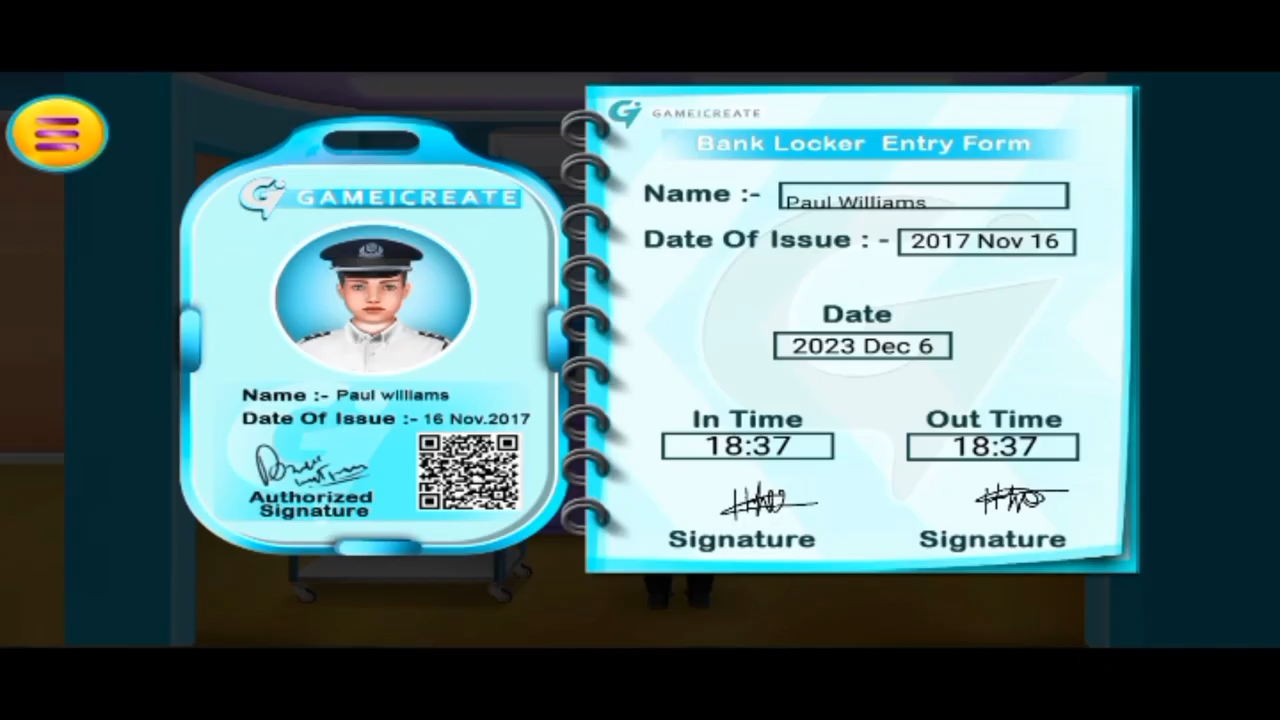 GAMEICREATE
Name :- Paul williams
Date Of Issue :- 16 Nov.2017
Authorized
Signature
GAMEICREATE
Bank Locker Entry Form
Name :- Paul Williams
Date Of Issue : - 2017 Nov 16
Date
2023 Dec 6
In Time Out Time
18:37 18:37
Signature Signature